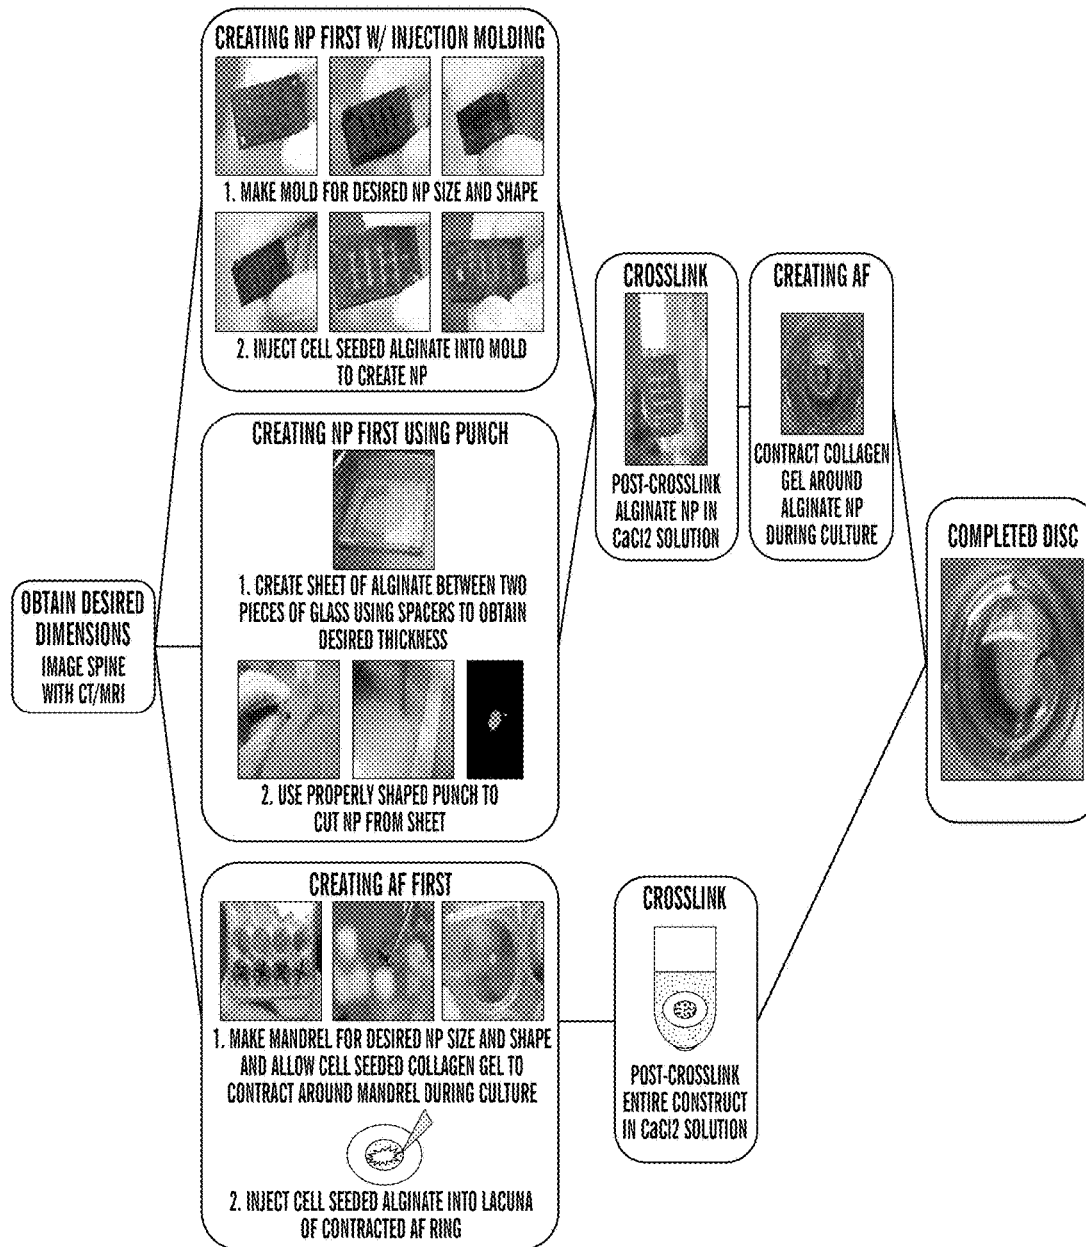 CREATING NP FIRST W/ INJECTION MOLDING
1. MAKE MOLD FOR DESIRED NP SIZE AND SHAPE
2. INJECT CELL SEEDED ALGINATE INTO MOLD
TO CREATE NP
CREATING NP FIRST USING PUNCH
1. CREATE SHEET OF ALGINATE BETWEEN TWO
PIECES OF GLASS USING SPACERS TO OBTAIN
DESIRED THICKNESS
2. USE PROPERLY SHAPED PUNCH TO
CUT NP FROM SHEET
OBTAIN DESIRED
DIMENSIONS
IMAGE SPINE
WITH CT/MRI
CREATING AF FIRST
1. MAKE MANDREL FOR DESIRED NP SIZE AND SHAPE
AND ALLOW CELL SEEDED COLLAGEN GEL TO
CONTRACT AROUND MANDREL DURING CULTURE
2. INJECT CELL SEEDED ALGINATE INTO LACUNA
OF CONTRACTED AF RING
CROSSLINK
POST-CROSSLINK
ALGINATE NP IN
CaCl2 SOLUTION
CREATING AF
CONTRACT COLLAGEN
GEL AROUND
ALGINATE NP
DURING CULTURE
CROSSLINK
POST-CROSSLINK
ENTIRE CONSTRUCT
IN CaCl2 SOLUTION
COMPLETED DISC